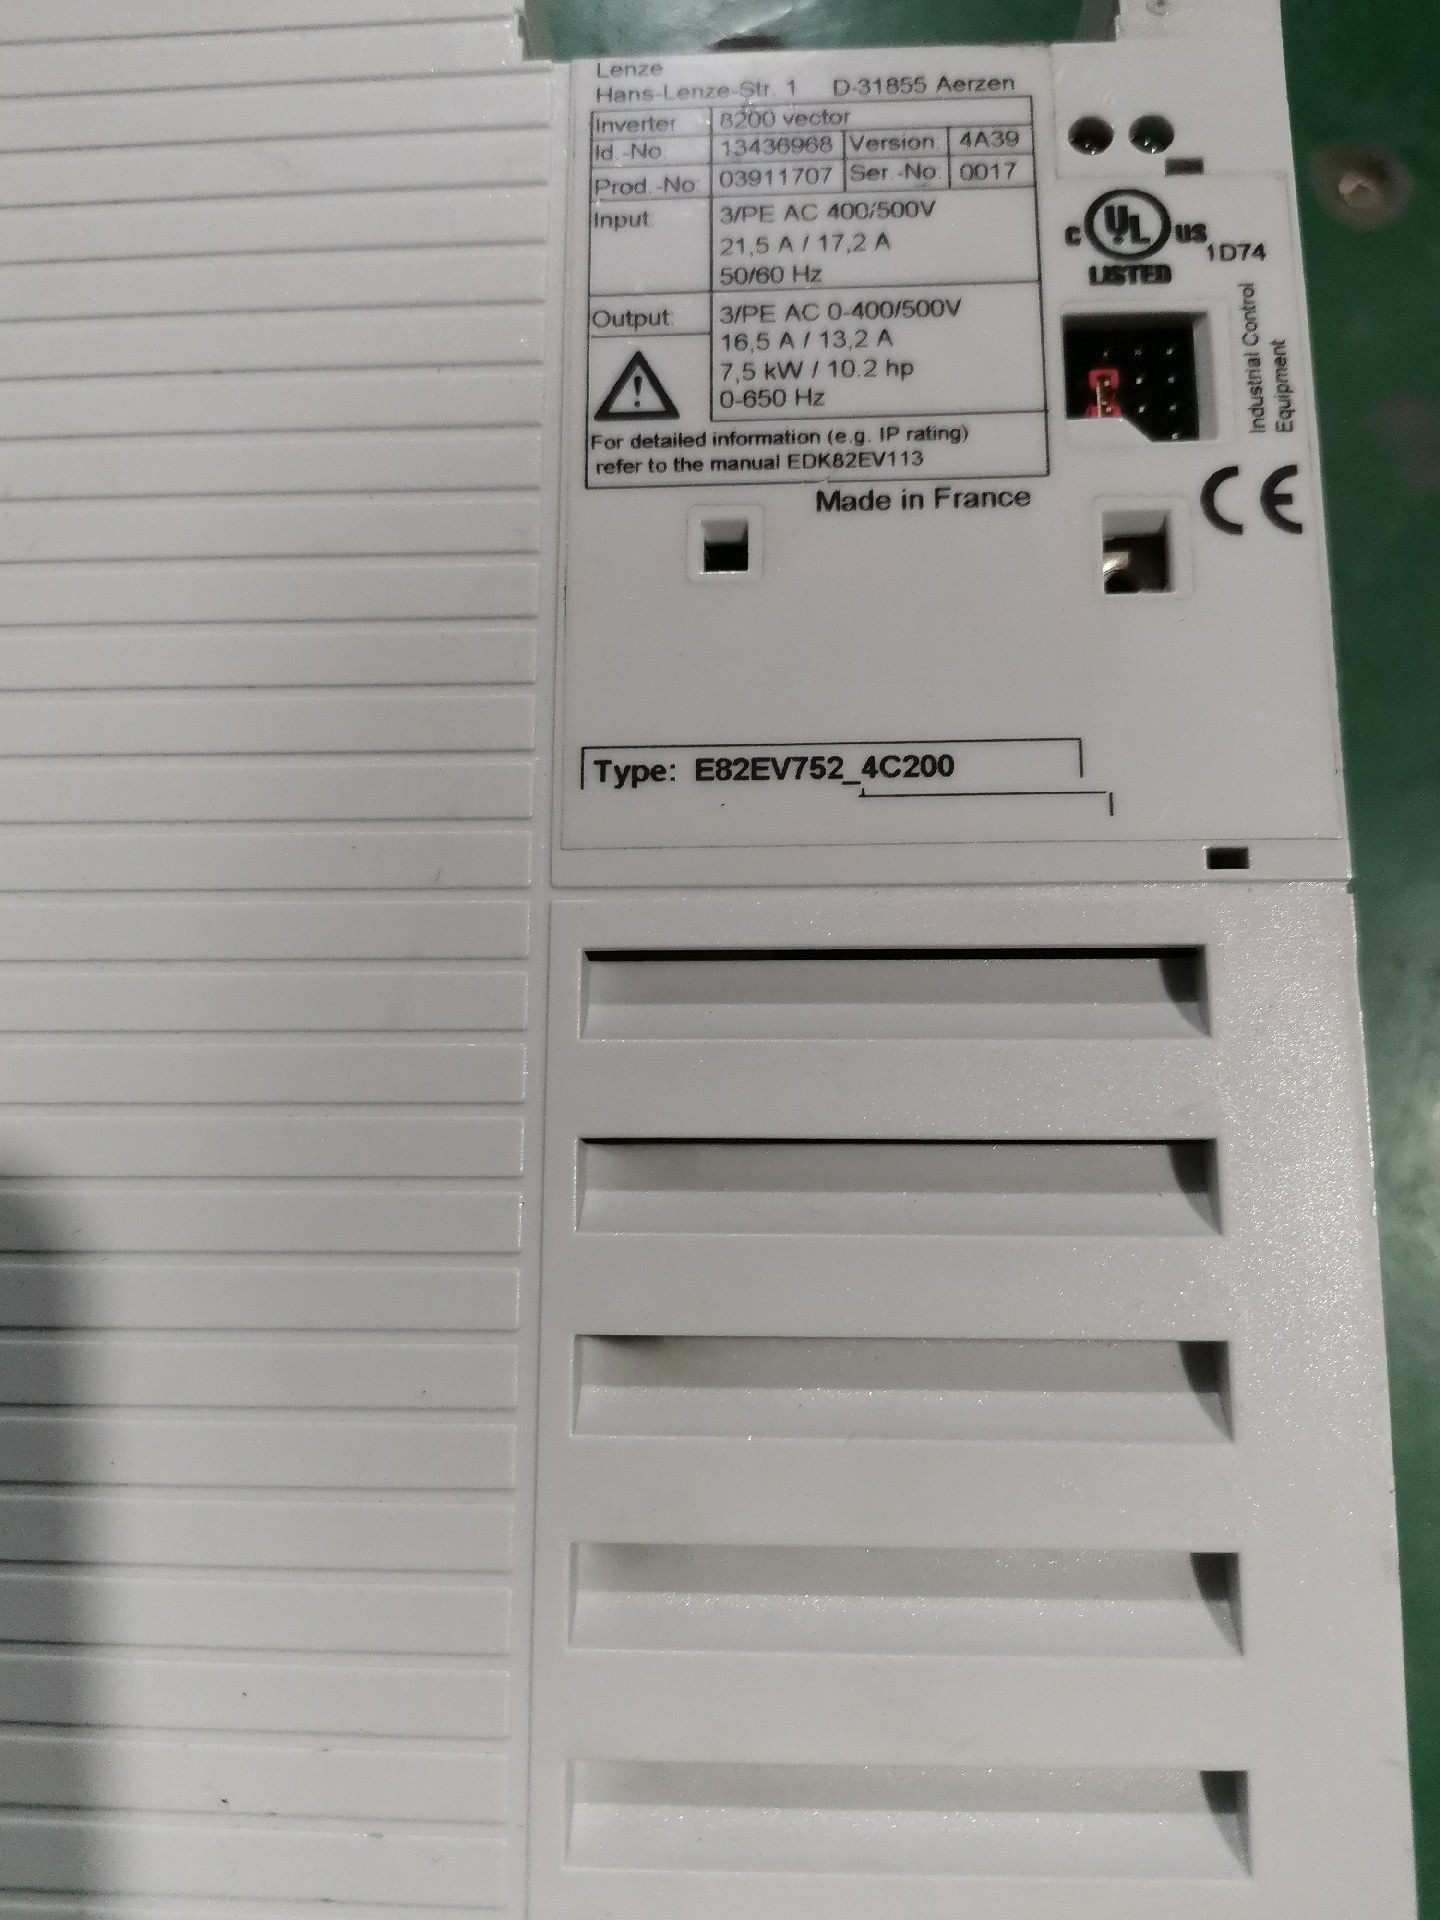 Lenze
Hans-Lenze-Str. 1 D-31855 Aerzen
Inverter 8200 vector
Id.-No 13436968 Version 4A39
Prod.-No 03911707 Ser.-No. 0017
Input 3/PE AC 400/500V
21,5 A / 17,2 A
50/60 Hz
Output: 3/PE AC 0-400/500V
16,5 A / 13,2 A
7,5 kW / 10.2 hp
0-650 Hz
For detailed information (e.g. IP rating)
refer to the manual EDK82EV113
Made in France
C UL US
LISTED
1D74
Industrial Control
Equipment
CE
Type: E82EV752_4C200